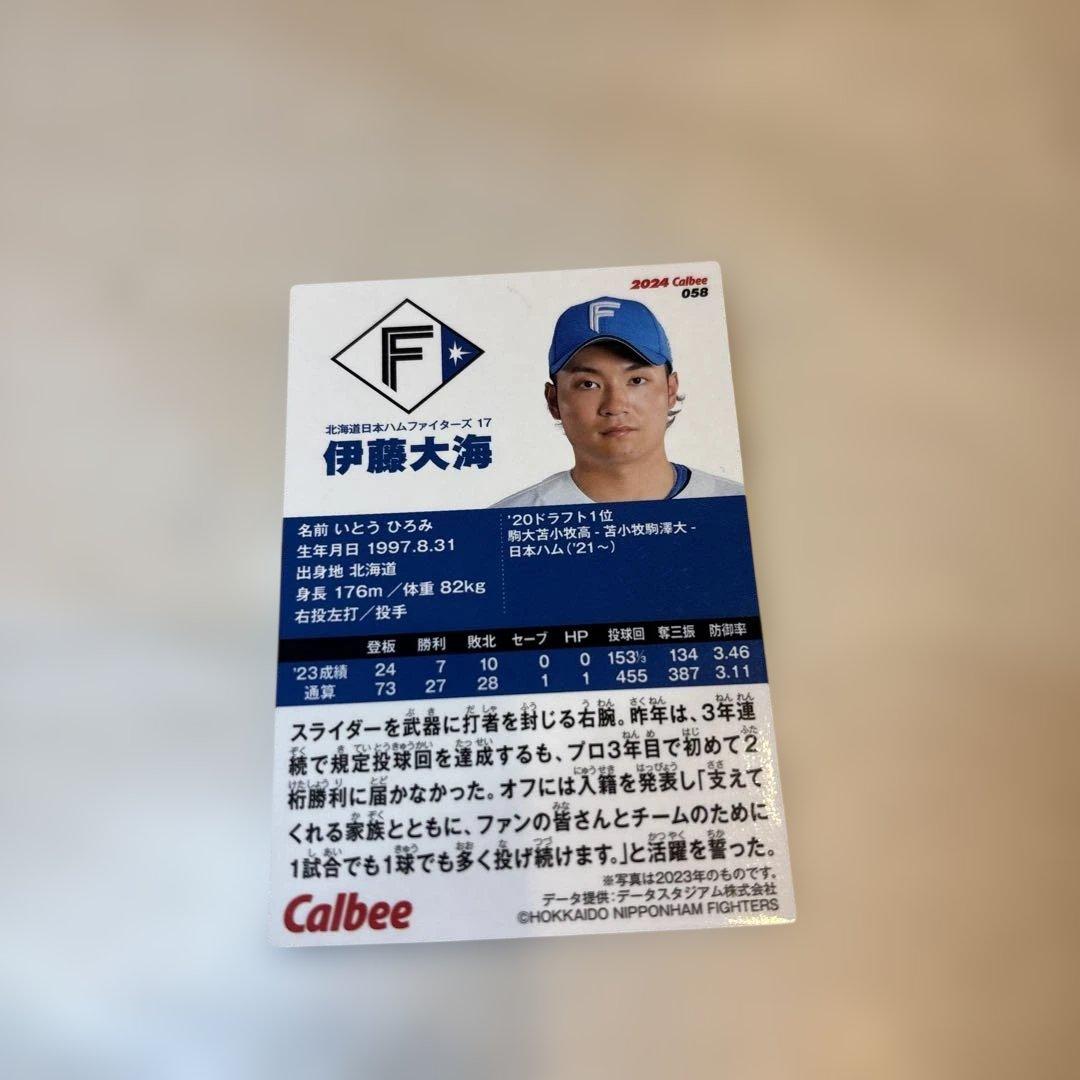 2024 Calbee
058
F
F
北海道日本ハムファイターズ 17
伊藤大海
名前 いとう ひろみ
生年月日 1997.8.31
出身地 北海道
身長 176m／体重 82kg
右投左打／投手
'20ドラフト1位
駒大苫小牧高 - 苫小牧駒澤大 -
日本ハム('21～)
登板 勝利 敗北 セーブ HP 投球回 奪三振 防御率
'23成績 24 7 10 0 0 153⅓ 134 3.46
通算 73 27 28 1 1 455 387 3.11
スライダーを武器に打者を封じる右腕。昨年は、3年連
続で規定投球回を達成するも、プロ3年目で初めて2
桁勝利に届かなかった。オフには入籍を発表し「支えて
くれる家族とともに、ファンの皆さんとチームのために
1試合でも1球でも多く投げ続けます。」と活躍を誓った。
※写真は2023年のものです。
データ提供：データスタジアム株式会社
©HOKKAIDO NIPPONHAM FIGHTERS
Calbee